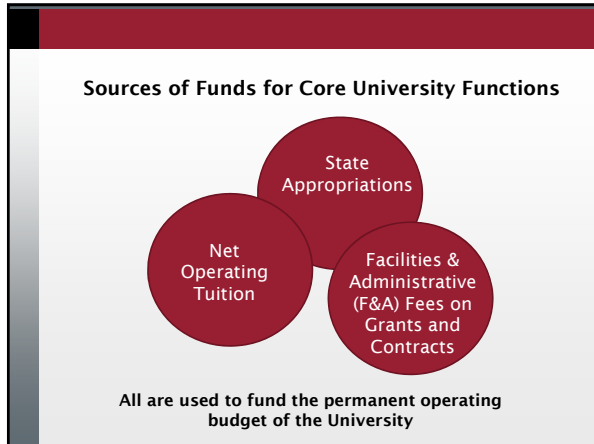 Sources of Funds for Core University Functions
State
Appropriations
Net
Operating
Tuition
Facilities &
Administrative
(F&A) Fees on
Grants and
Contracts
All are used to fund the permanent operating
budget of the University